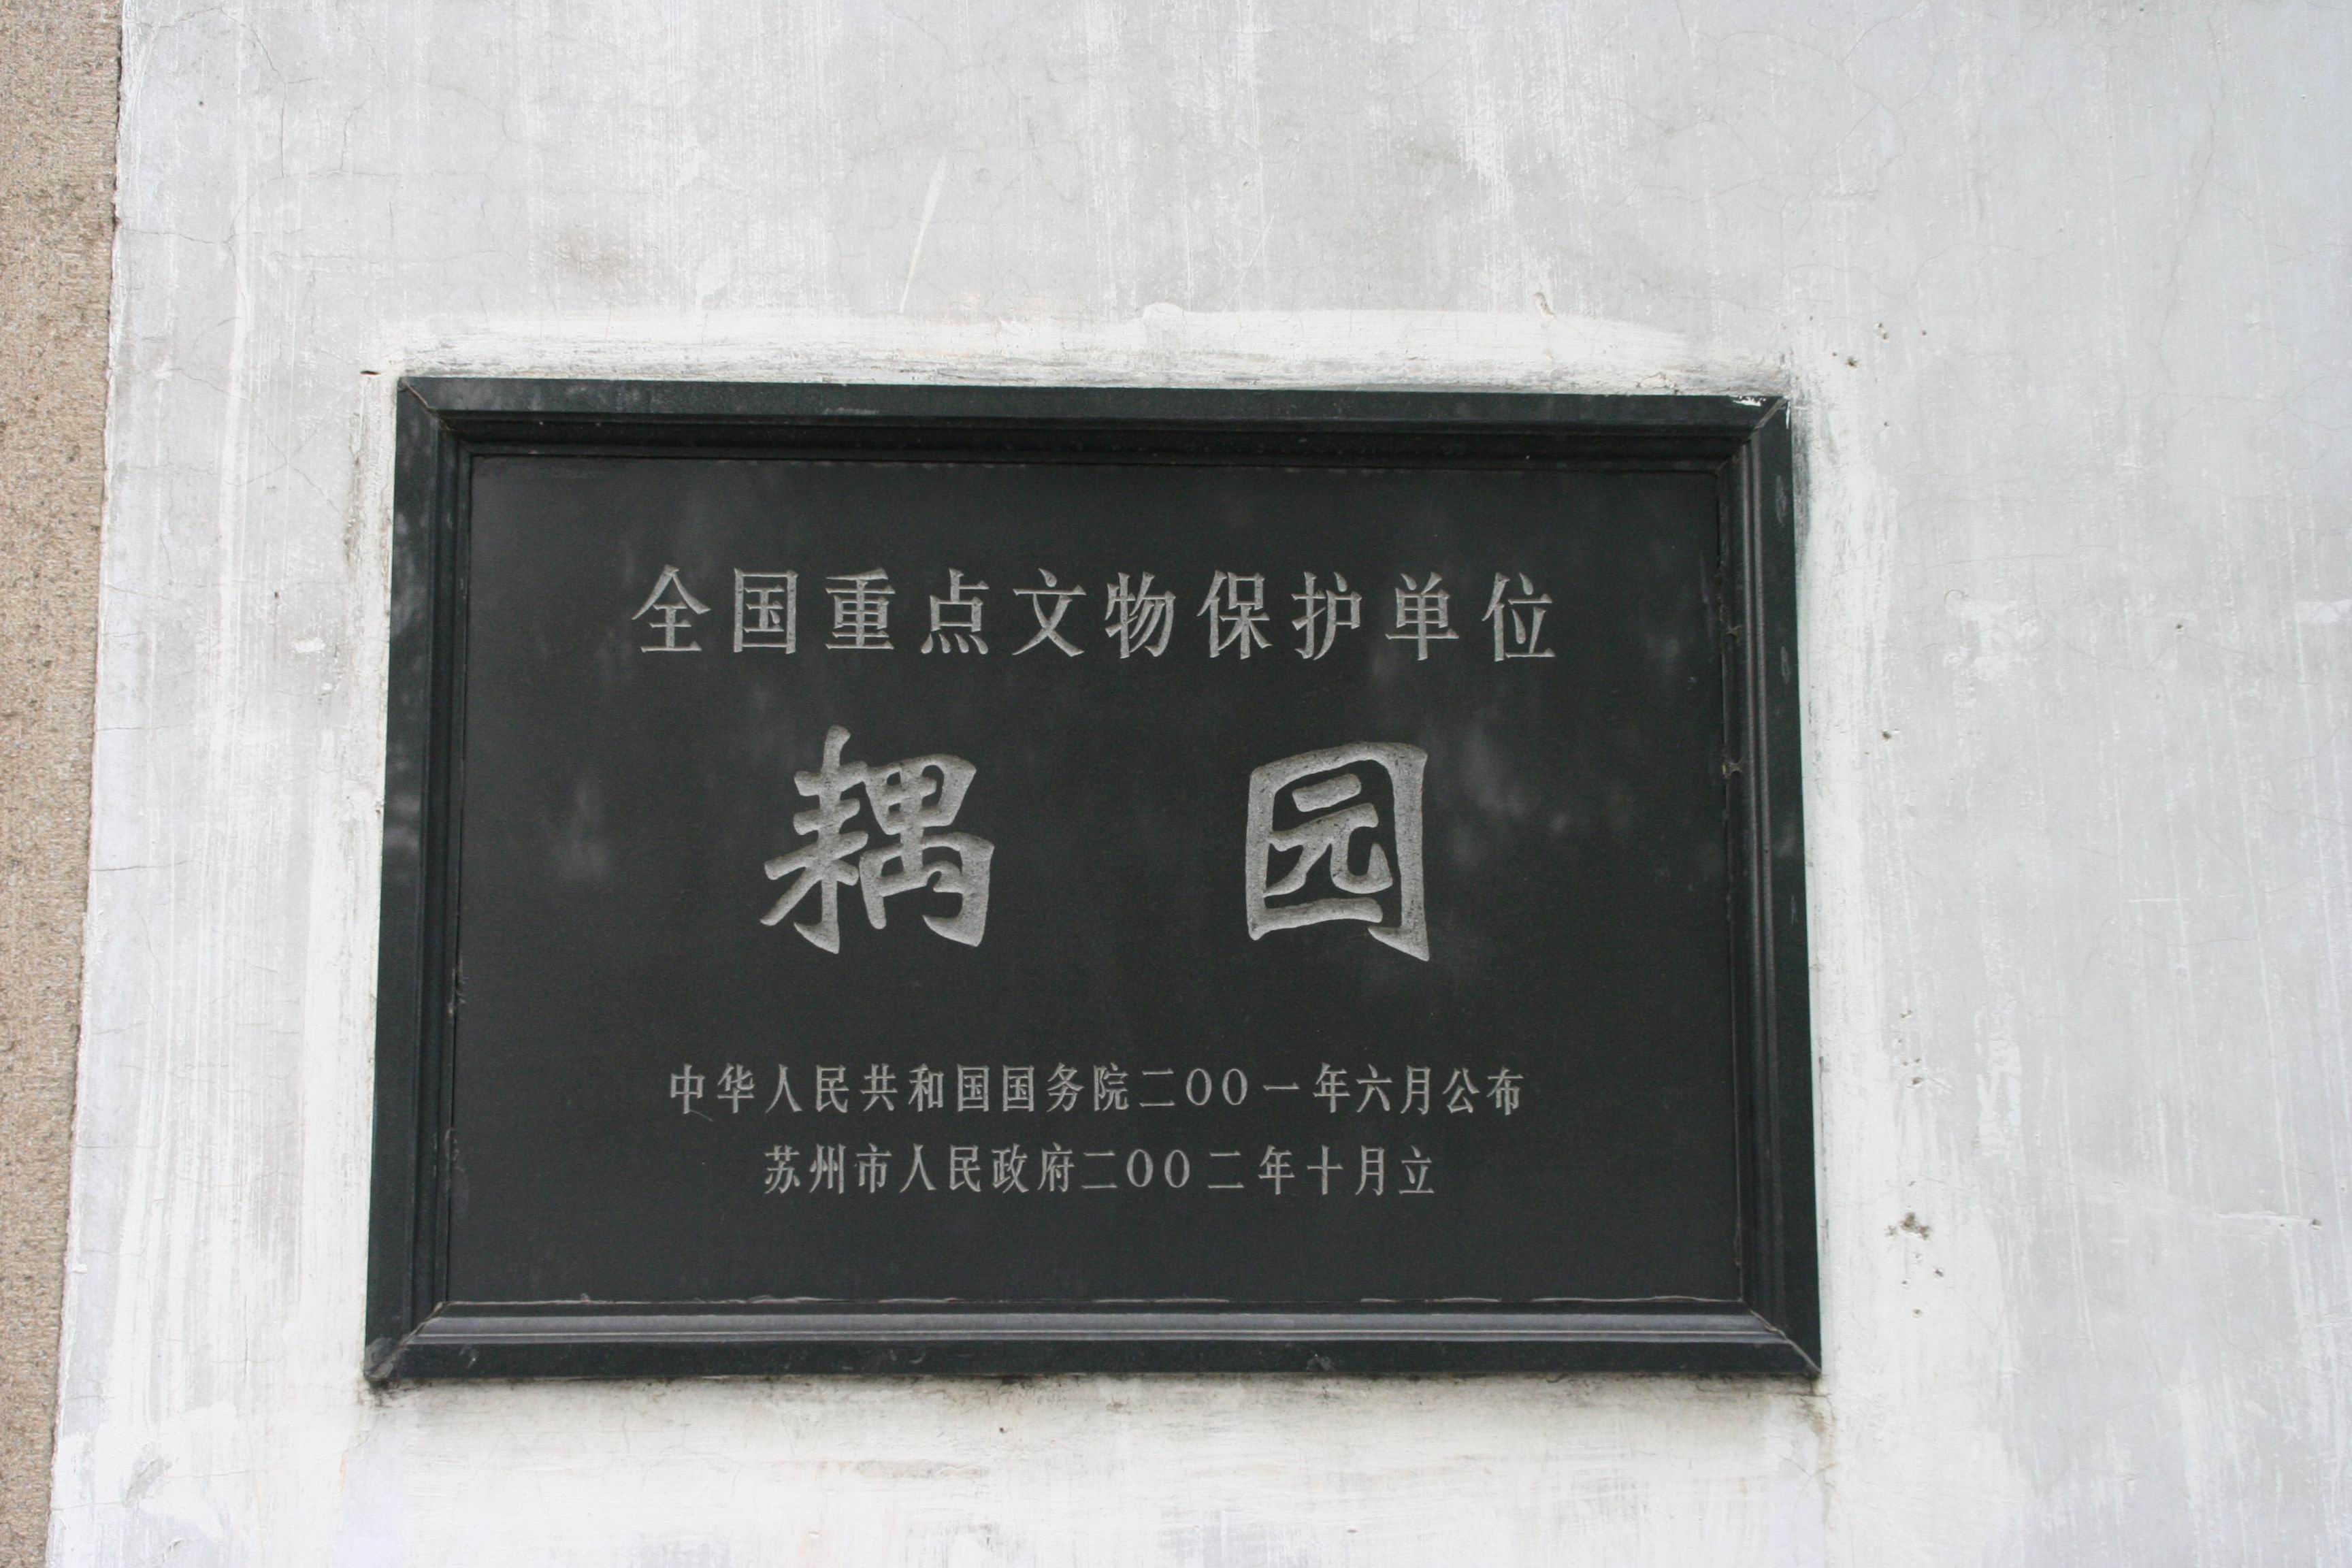 全国重点文物保护单位
耦园
中华人民共和国国务院二〇〇一年六月公布
苏州市人民政府二〇〇二年十月立